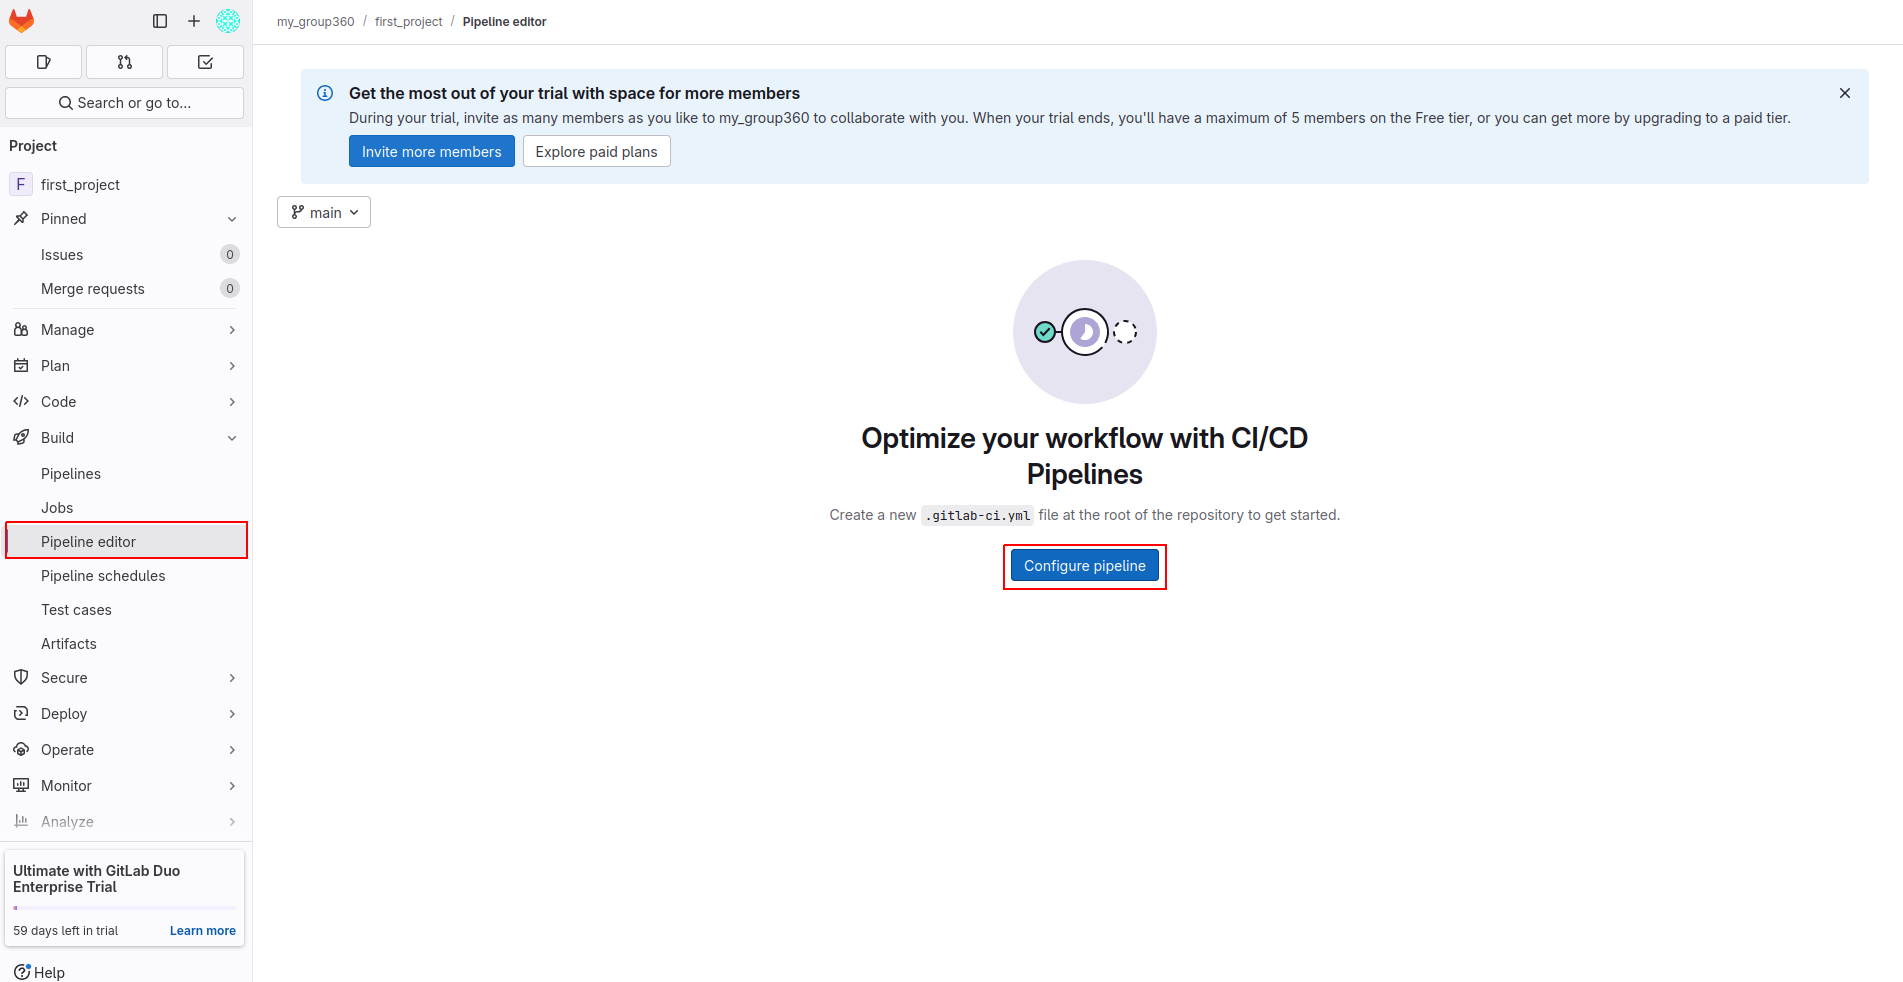 my_group360 / first_project / Pipeline editor
Search or go to...
Project
F first_project
Pinned
Issues 0
Merge requests 0
Manage
Plan
Code
Build
Pipelines
Jobs
Pipeline editor
Pipeline schedules
Test cases
Artifacts
Secure
Deploy
Operate
Monitor
Analyze
Ultimate with GitLab Duo
Enterprise Trial
59 days left in trial Learn more
Help
Get the most out of your trial with space for more members
During your trial, invite as many members as you like to my_group360 to collaborate with you. When your trial ends, you'll have a maximum of 5 members on the Free tier, or you can get more by upgrading to a paid tier.
Invite more members Explore paid plans
main
Optimize your workflow with CI/CD
Pipelines
Create a new .gitlab-ci.yml file at the root of the repository to get started.
Configure pipeline